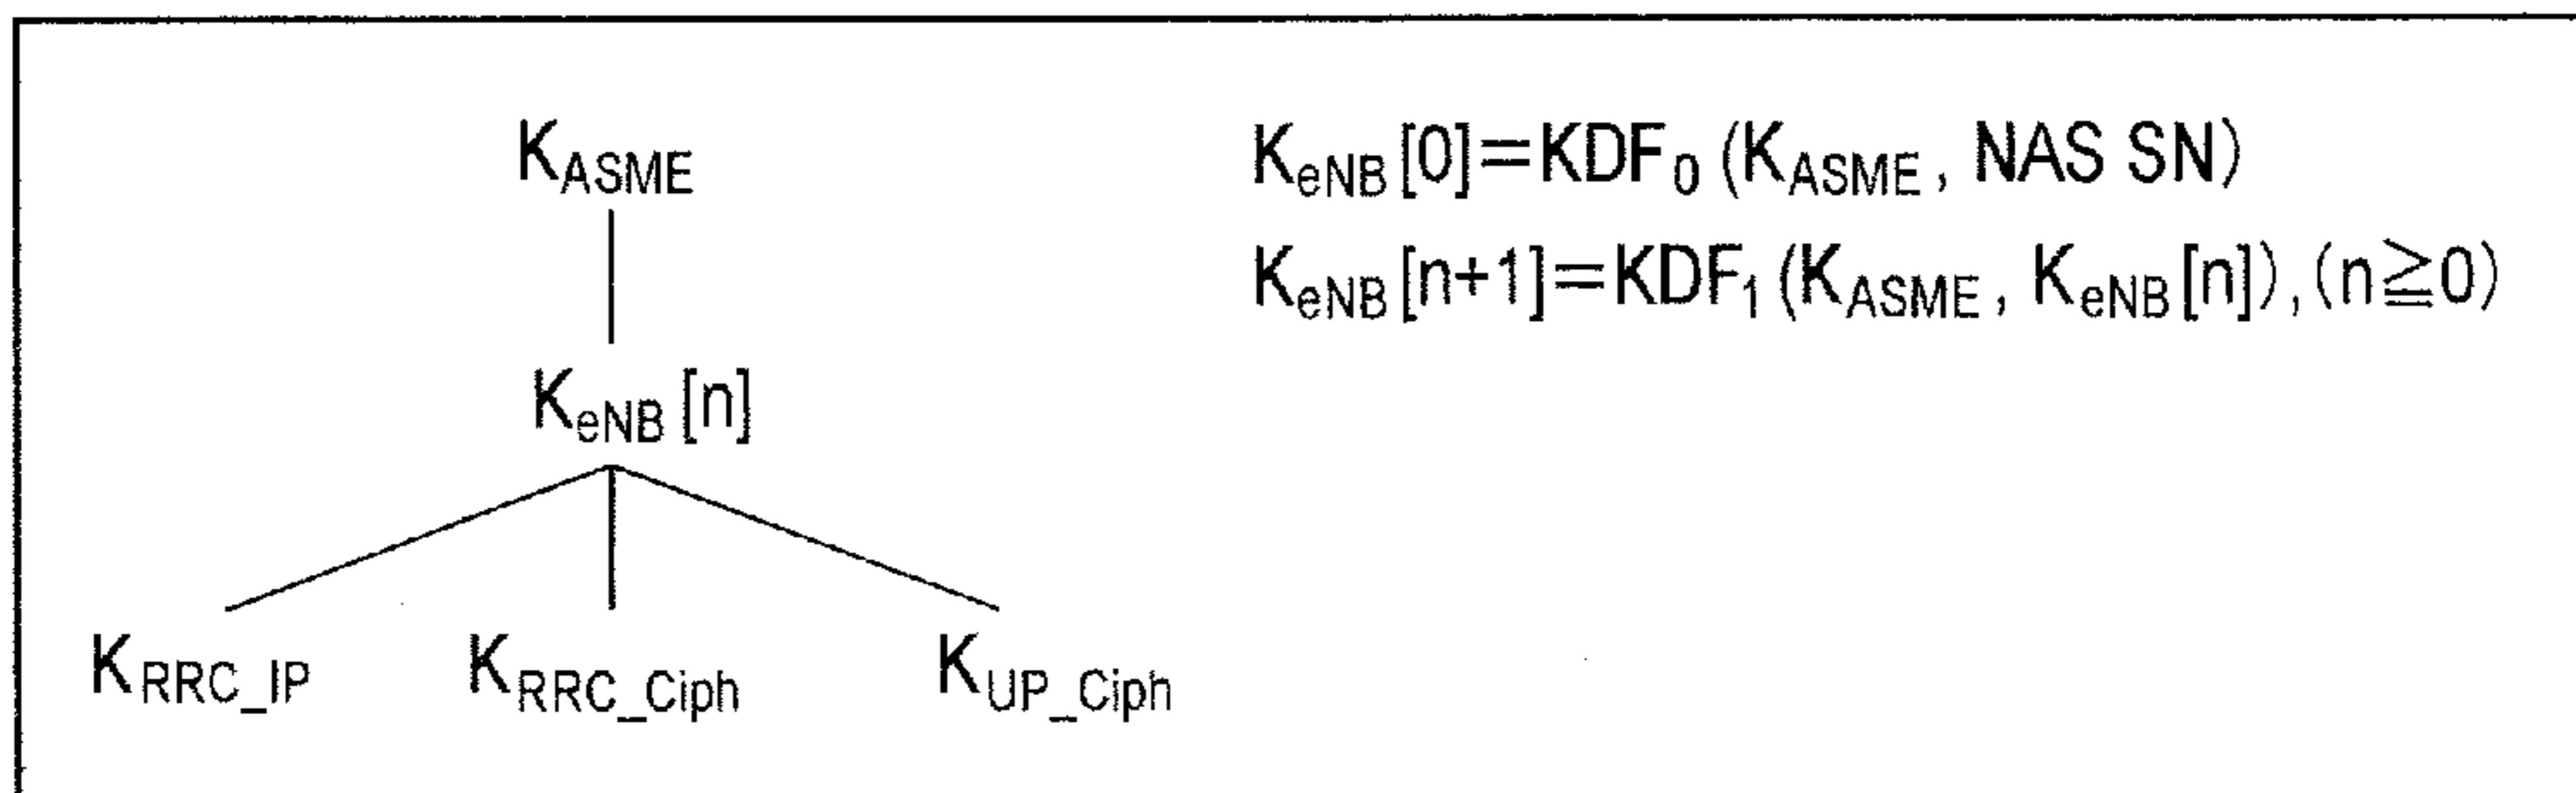 K_ASME
K_eNB[n]
K_RRC_IP K_RRC_Ciph K_UP_Ciph
K_eNB[0]=KDF_0(K_ASME, NAS SN)
K_eNB[n+1]=KDF_1(K_ASME, K_eNB[n]),(n≧0)